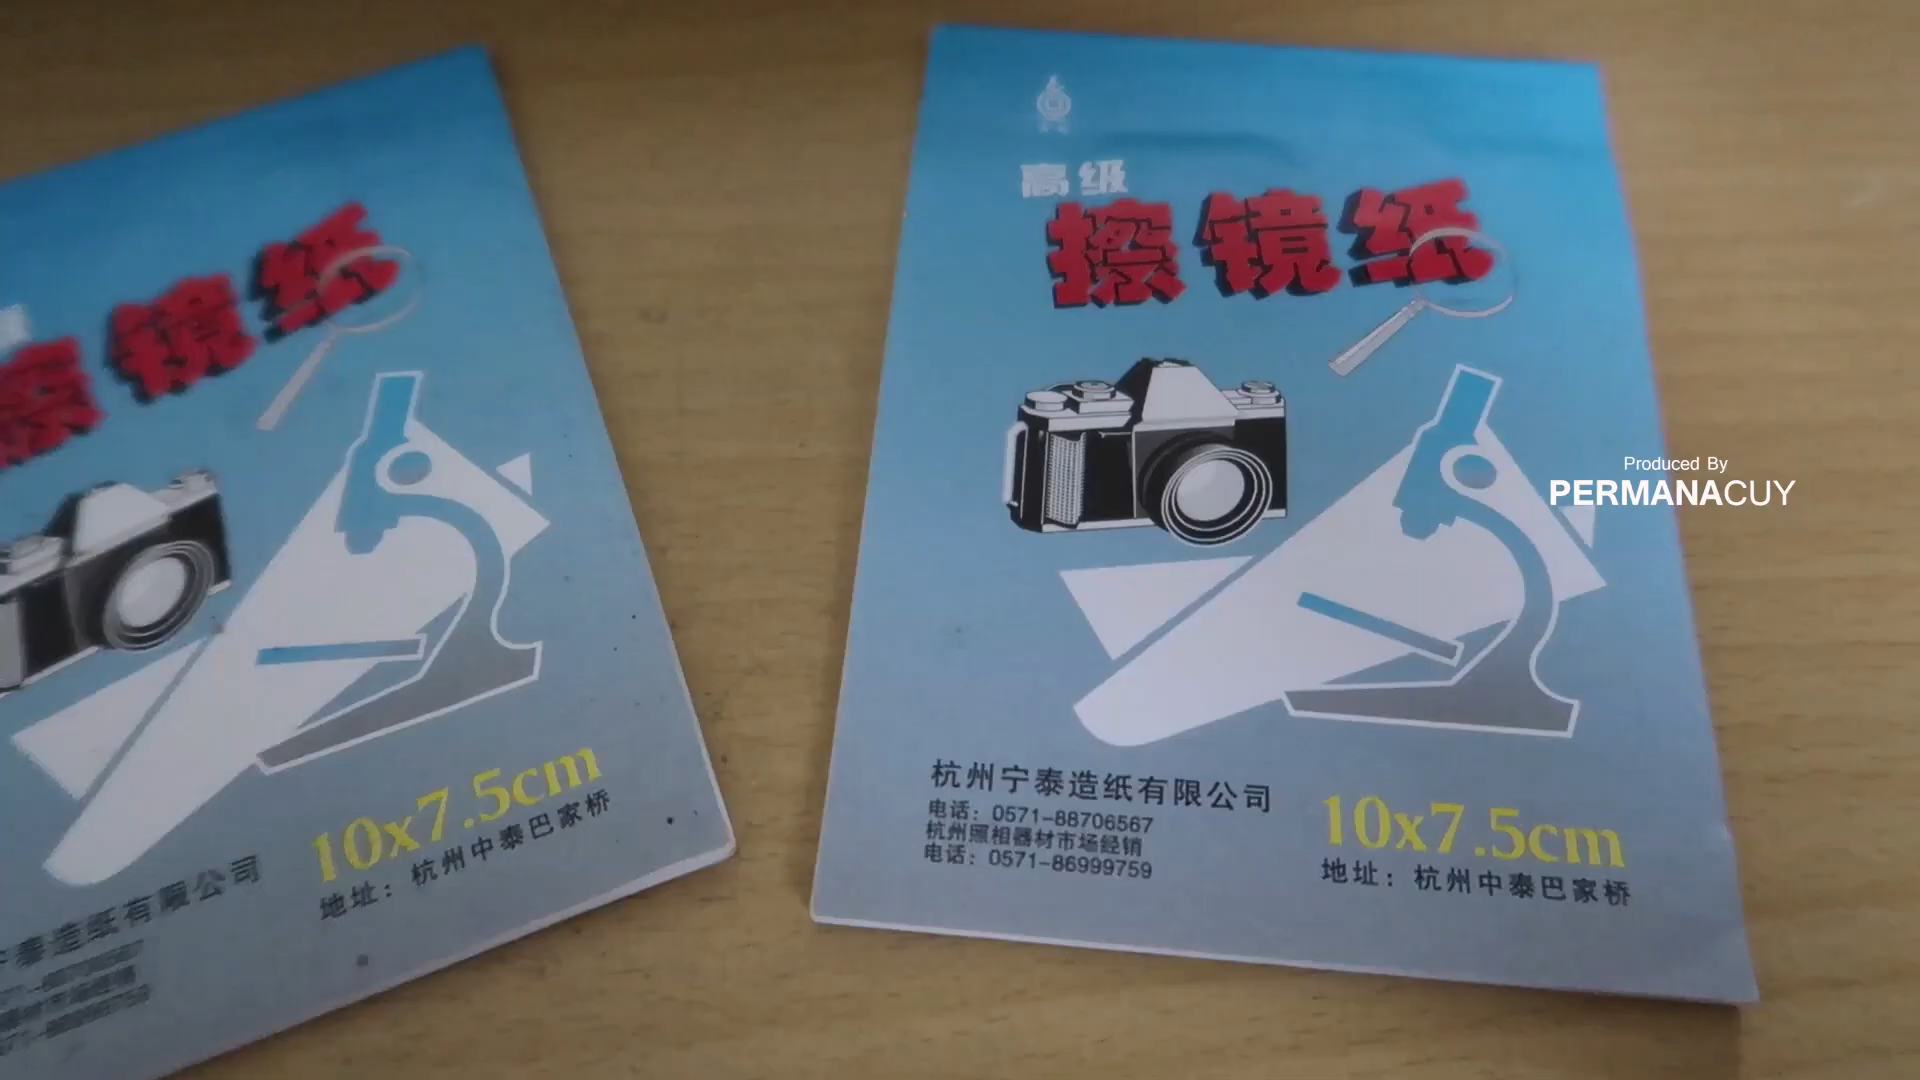 镜纸
10x7.5cm
地址：杭州中泰巴家桥
泰造纸有限公司
高级
擦镜纸
杭州宁泰造纸有限公司
电话：0571-88706567
杭州照相器材市场经销
电话：0571-86999759
10x7.5cm
地址：杭州中泰巴家桥
Produced By
PERMANACUY